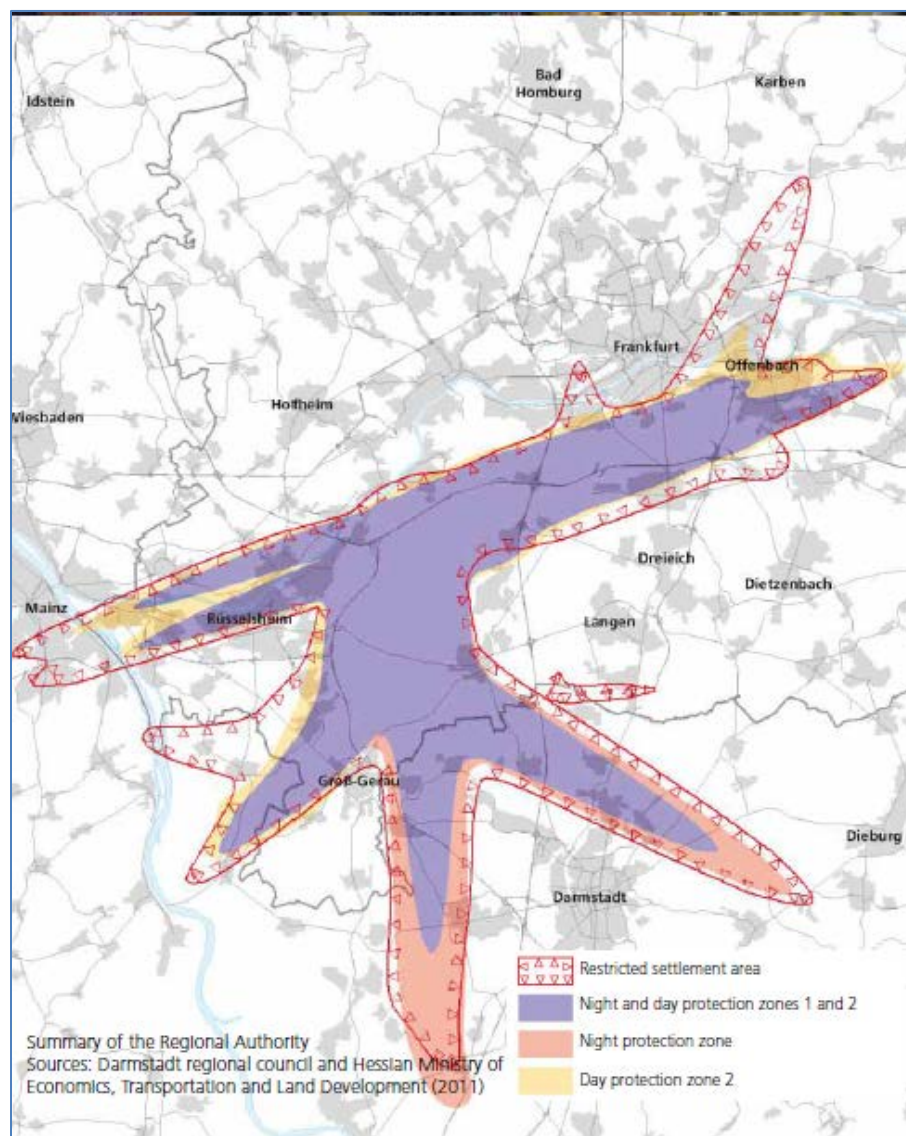 Bad
Homburg
Karben
Idstein
Frankfurt
Offenbach
Hofheim
Wiesbaden
Dreieich
Dietzenbach
Mainz
Rüsselsheim
Langen
Groß-Gerau
Dieburg
Darmstadt
Restricted settlement area
Night and day protection zones 1 and 2
Night protection zone
Day protection zone 2
Summary of the Regional Authority
Sources: Darmstadt regional council and Hessian Ministry of
Economics, Transportation and Land Development (2011)